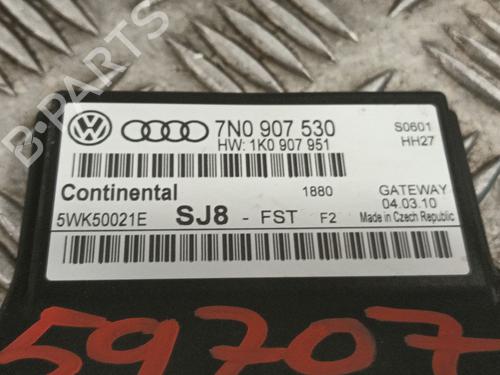 B-PARTS
7N0 907 530
HW: 1K0 907 951
S0601
HH27
Continental
1880
GATEWAY
5WK50021E
SJ8 - FST F2
04.03.10
Made in Czech Republic
59707